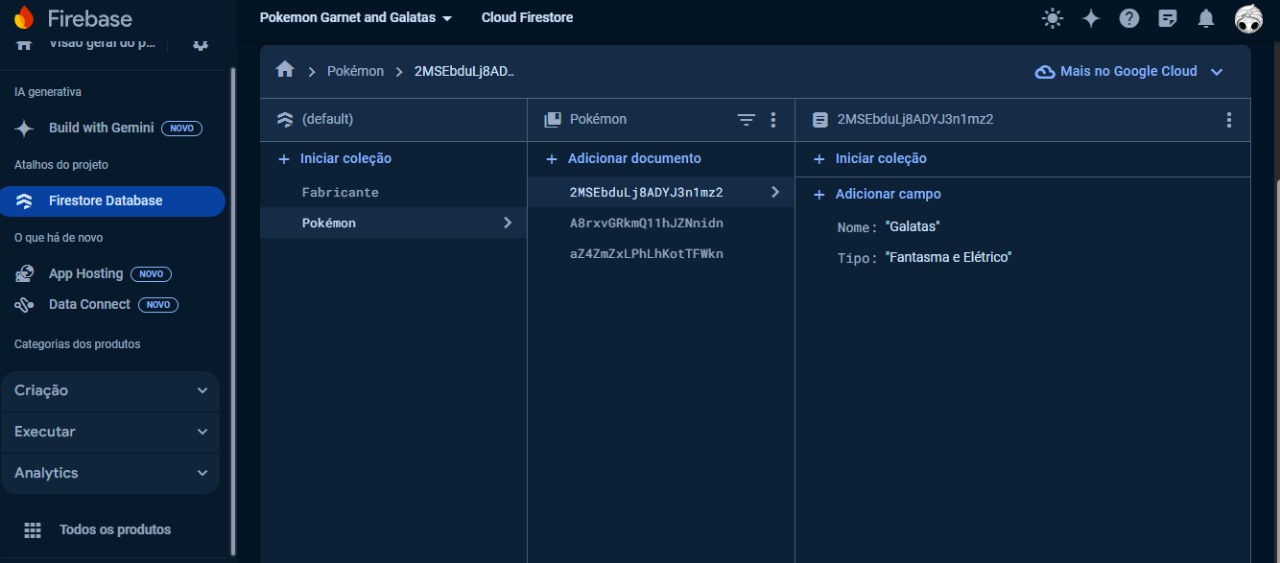 Firebase
Pokemon Garnet and Galatas
Cloud Firestore
Visão geral do p...
Pokémon
2MSEbduLj8AD...
Mais no Google Cloud
IA generativa
Build with Gemini NOVO
Atalhos do projeto
Firestore Database
O que há de novo
App Hosting NOVO
Data Connect NOVO
Categorias dos produtos
Criação
Executar
Analytics
Todos os produtos
(default)
+ Iniciar coleção
Fabricante
Pokémon
Pokémon
+ Adicionar documento
2MSEbduLj8ADYJ3n1mz2
A8rxvGRkmQ11hJZNnidn
aZ4ZmZxLPhLhKotTFWkn
2MSEbduLj8ADYJ3n1mz2
+ Iniciar coleção
+ Adicionar campo
Nome: "Galatas"
Tipo: "Fantasma e Elétrico"